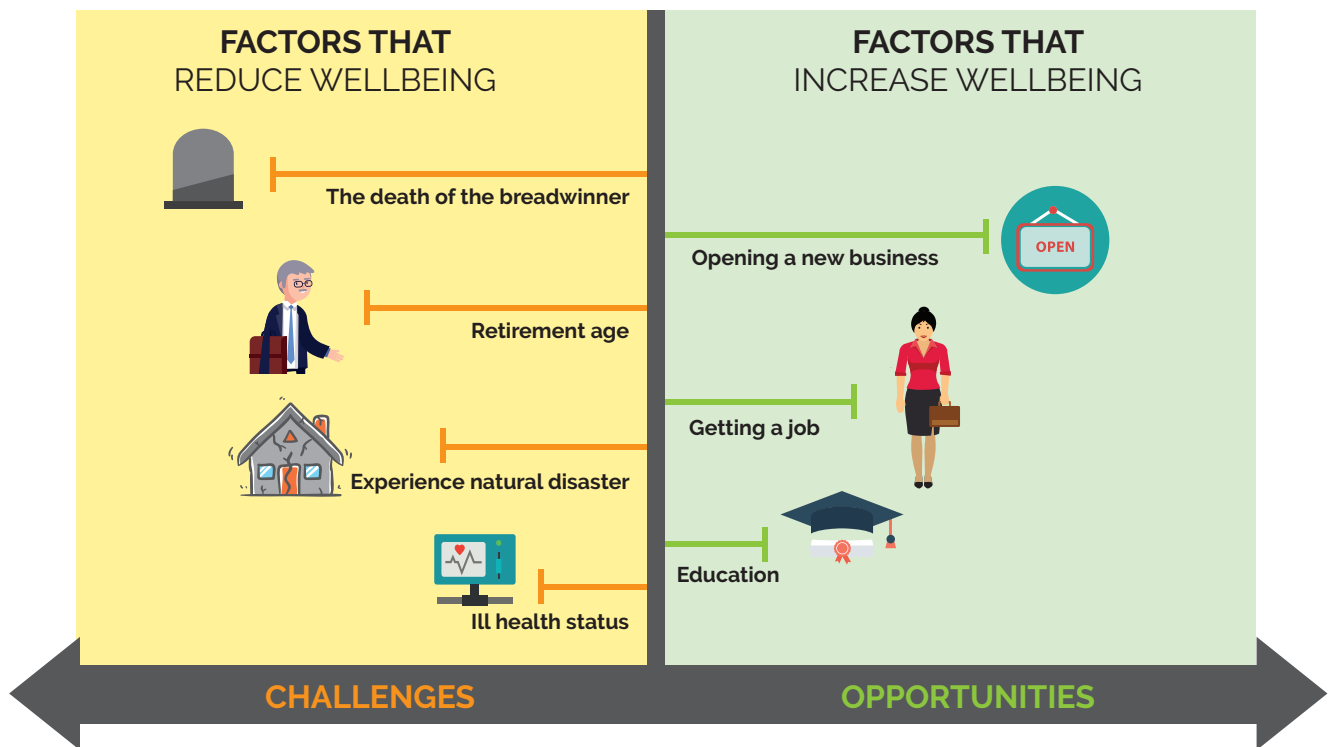 FACTORS THAT
REDUCE WELLBEING
The death of the breadwinner
Retirement age
Experience natural disaster
Ill health status
CHALLENGES
FACTORS THAT
INCREASE WELLBEING
OPEN
Opening a new business
Getting a job
Education
OPPORTUNITIES